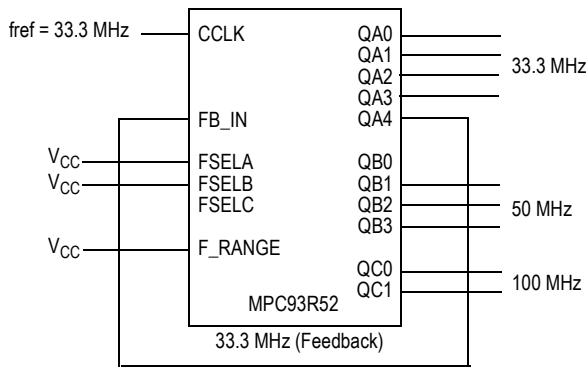 fref = 33.3 MHz
CCLK
QA0
QA1
QA2
QA3
QA4
33.3 MHz
FB_IN
VCC
FSELA
VCC
FSELB
FSELC
QB0
QB1
QB2
QB3
50 MHz
VCC
F_RANGE
QC0
QC1
100 MHz
MPC93R52
33.3 MHz (Feedback)